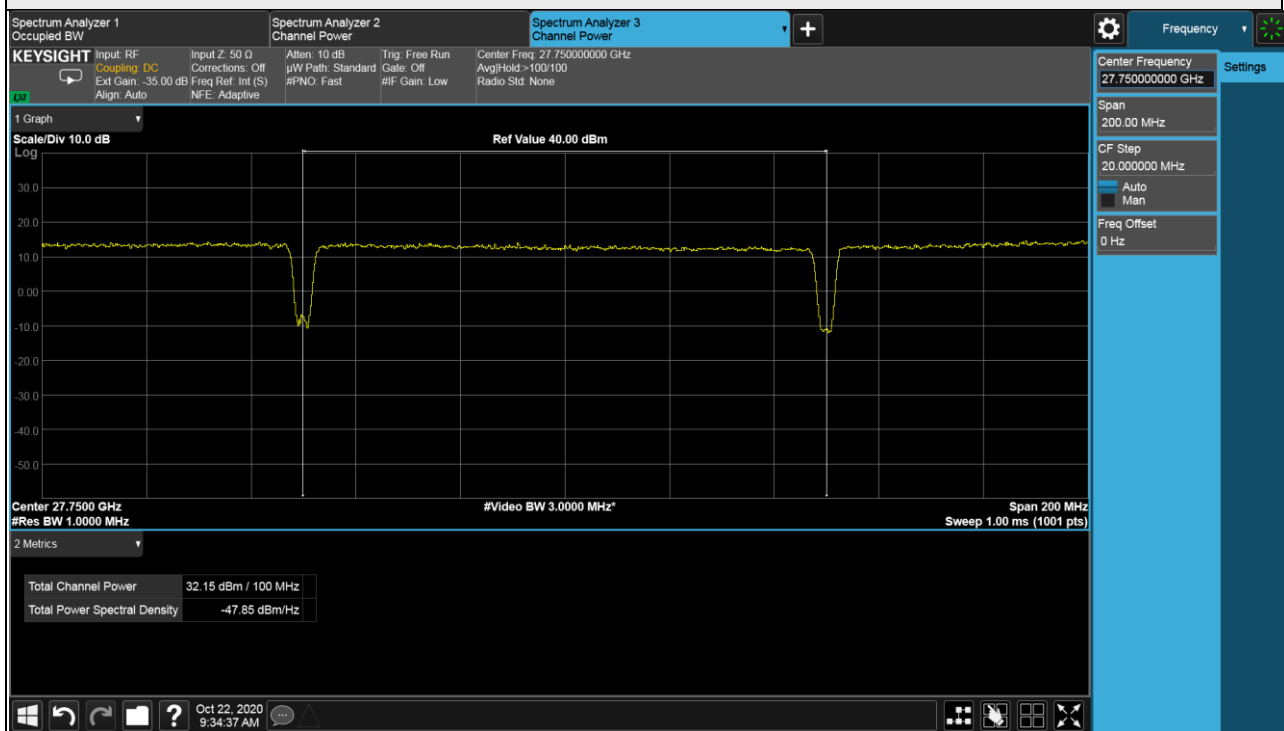 Spectrum Analyzer 1
Occupied BW
Spectrum Analyzer 2
Channel Power
Spectrum Analyzer 3
Channel Power
+
Frequency
KEYSIGHT
Input: RF
Coupling: DC
Ext Gain: -35.00 dB
Align: Auto
Input Z: 50 Ω
Corrections: Off
Freq Ref: Int (S)
NFE: Adaptive
Atten: 10 dB
µW Path: Standard
#PNO: Fast
Trig: Free Run
Gate: Off
#IF Gain: Low
Center Freq: 27.750000000 GHz
Avg|Hold:>100/100
Radio Std: None
LXI
Center Frequency
27.750000000 GHz
Settings
Span
200.00 MHz
CF Step
20.000000 MHz
Auto
Man
Freq Offset
0 Hz
1 Graph
Scale/Div 10.0 dB
Ref Value 40.00 dBm
Log
30.0
20.0
10.0
0.00
-10.0
-20.0
-30.0
-40.0
-50.0
Center 27.7500 GHz
#Video BW 3.0000 MHz*
Span 200 MHz
#Res BW 1.0000 MHz
Sweep 1.00 ms (1001 pts)
2 Metrics
Total Channel Power 32.15 dBm / 100 MHz
Total Power Spectral Density -47.85 dBm/Hz
?
Oct 22, 2020
9:34:37 AM